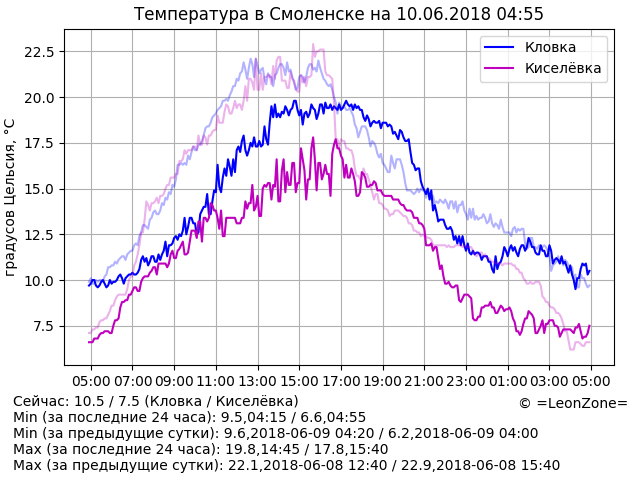 Температура в Смоленске на 10.06.2018 04:55
Кловка
Киселёвка
градусов Цельсия, °C
22.5
20.0
17.5
15.0
12.5
10.0
7.5
05:00 07:00 09:00 11:00 13:00 15:00 17:00 19:00 21:00 23:00 01:00 03:00 05:00
Сейчас: 10.5 / 7.5 (Кловка / Киселёвка)
© =LeonZone=
Min (за последние 24 часа): 9.5,04:15 / 6.6,04:55
Min (за предыдущие сутки): 9.6,2018-06-09 04:20 / 6.2,2018-06-09 04:00
Max (за последние 24 часа): 19.8,14:45 / 17.8,15:40
Max (за предыдущие сутки): 22.1,2018-06-08 12:40 / 22.9,2018-06-08 15:40